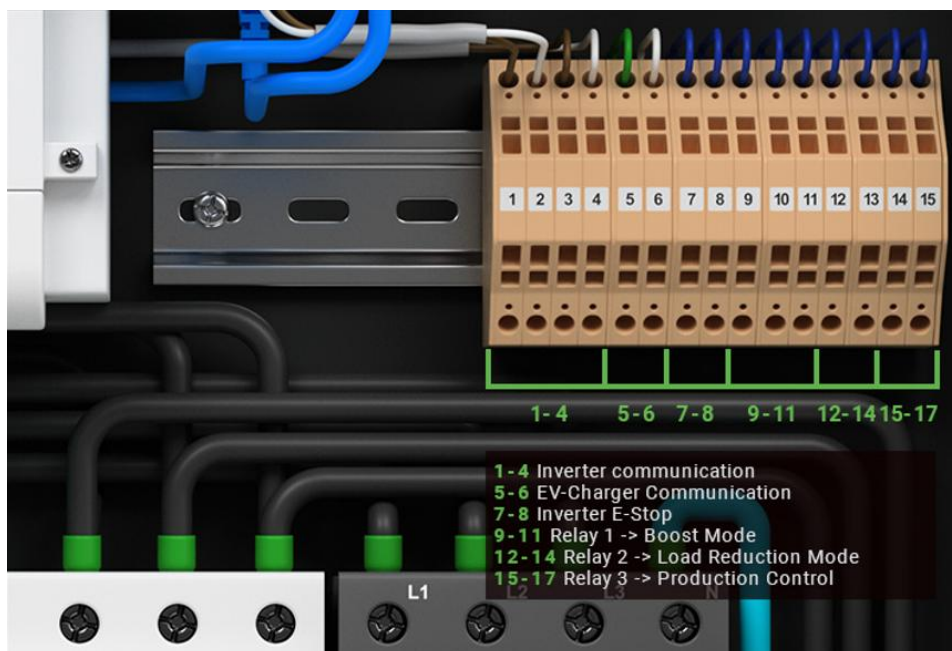 1 2 3 4 5 6 7 8 9 10 11 12 13 14 15
1-4 5-6 7-8 9-11 12-14 15-17
1-4 Inverter communication
5-6 EV-Charger Communication
7-8 Inverter E-Stop
9-11 Relay 1 -> Boost Mode
12-14 Relay 2 -> Load Reduction Mode
15-17 Relay 3 -> Production Control
L1 L2 L3 N